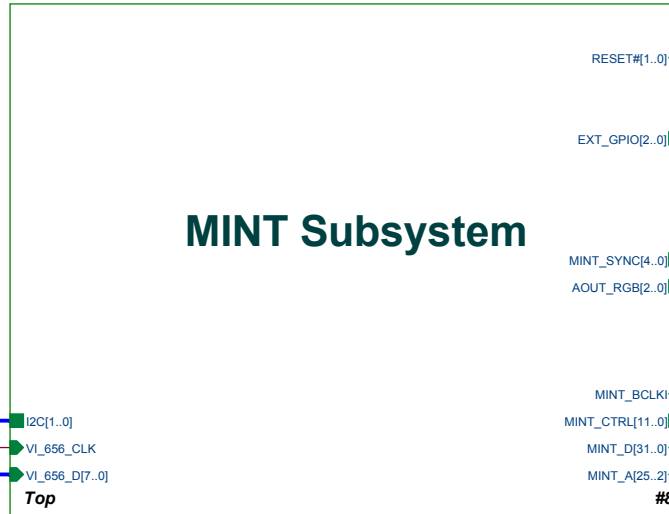 RESET#[1..0]
EXT_GPIO[2..0]
MINT Subsystem
MINT_SYNC[4..0]
AOUT_RGB[2..0]
MINT_BCLKI
I2C[1..0] MINT_CTRL[11..0]
VI_656_CLK MINT_D[31..0]
VI_656_D[7..0] MINT_A[25..2]
Top #8